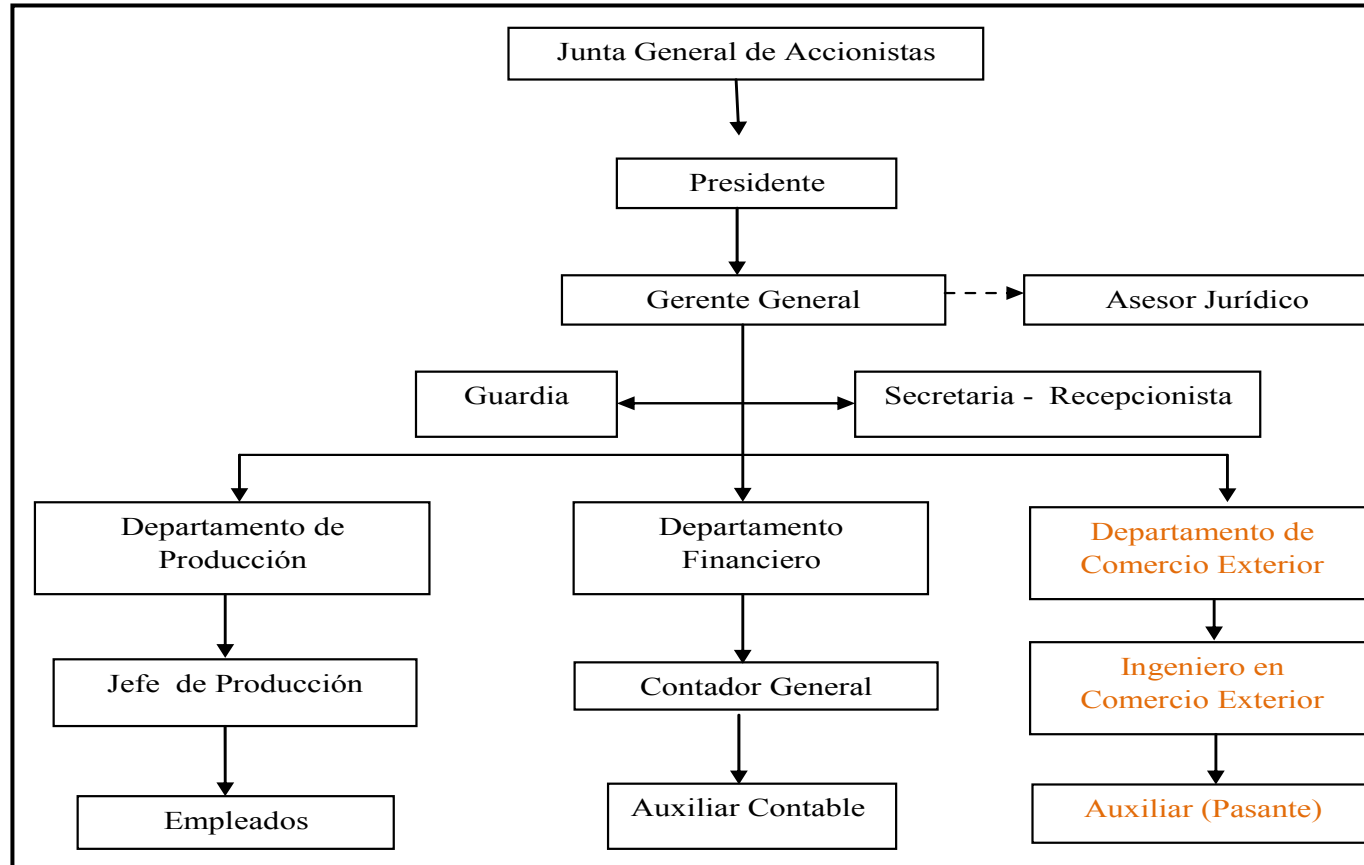 Junta General de Accionistas
Presidente
Gerente General
Asesor Jurídico
Guardia
Secretaria - Recepcionista
Departamento de
Producción
Departamento
Financiero
Departamento de
Comercio Exterior
Jefe de Producción
Contador General
Ingeniero en
Comercio Exterior
Empleados
Auxiliar Contable
Auxiliar (Pasante)